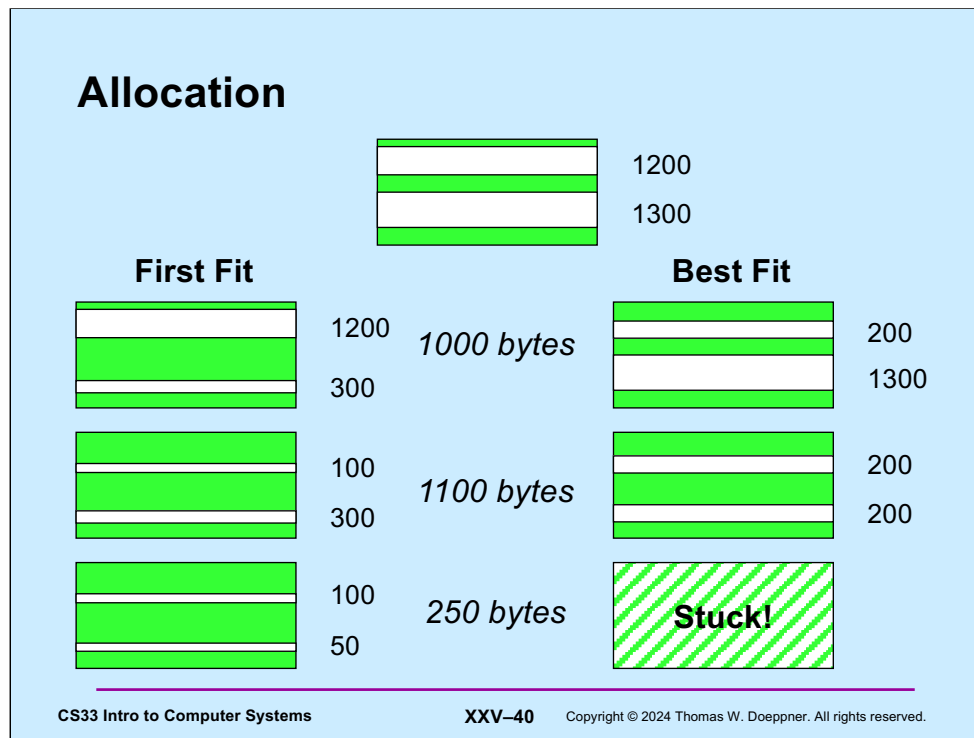 Allocation
1200
1300
First Fit
Best Fit
1200
300
1000 bytes
200
1300
100
300
1100 bytes
200
200
100
50
250 bytes
Stuck!
CS33 Intro to Computer Systems
XXV–40
Copyright © 2024 Thomas W. Doeppner. All rights reserved.